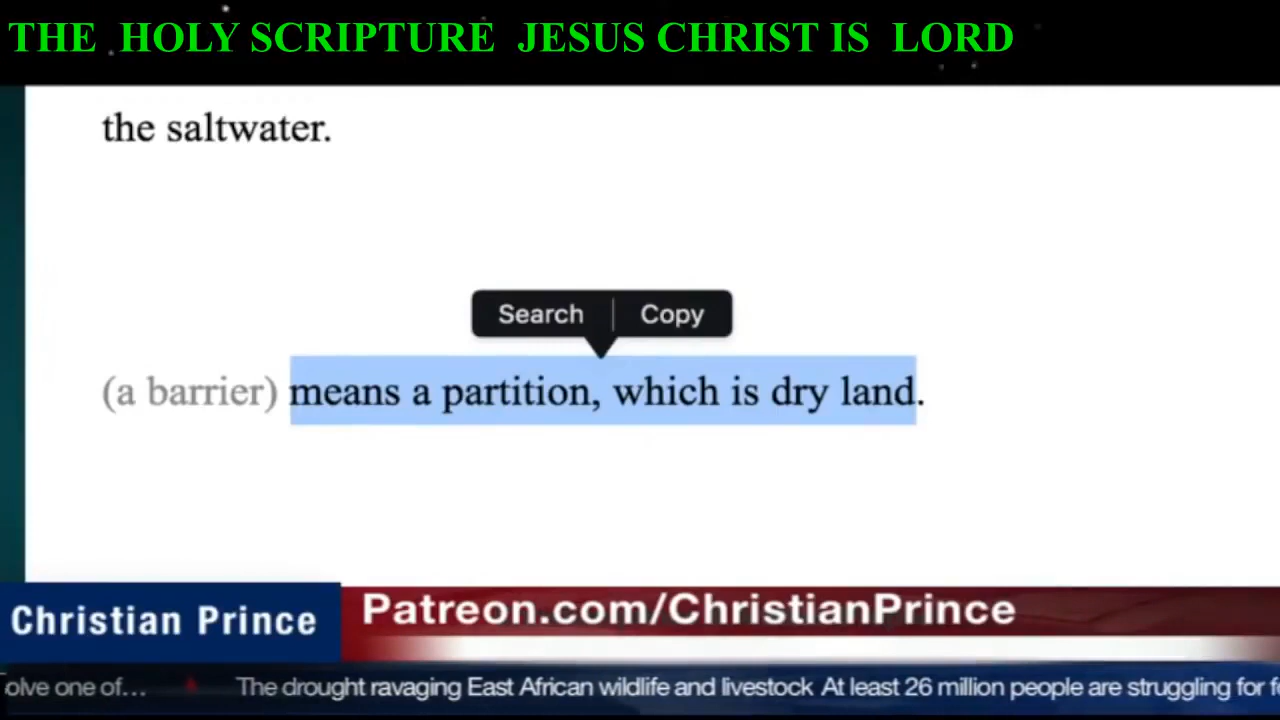 THE HOLY SCRIPTURE JESUS CHRIST IS LORD
the saltwater.
Search Copy
(a barrier) means a partition, which is dry land.
Christian Prince
Patreon.com/ChristianPrince
olve one of... The drought ravaging East African wildlife and livestock At least 26 million people are struggling for f